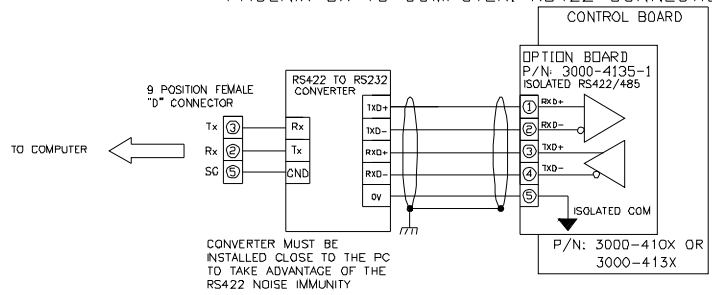 CONTROL BOARD
OPTION BOARD
P/N: 3000-4135-1
ISOLATED RS422/485
RS422 TO RS232
CONVERTER
9 POSITION FEMALE
"D" CONNECTOR
TO COMPUTER
Tx 3 Rx
Rx 2 Tx
SG 5 GND
TXD+ 1 RXD+
TXD- 2 RXD-
RXD+ 3 TXD+
RXD- 4 TXD-
0V 5
ISOLATED COM
P/N: 3000-410X OR
3000-413X
CONVERTER MUST BE
INSTALLED CLOSE TO THE PC
TO TAKE ADVANTAGE OF THE
RS422 NOISE IMMUNITY